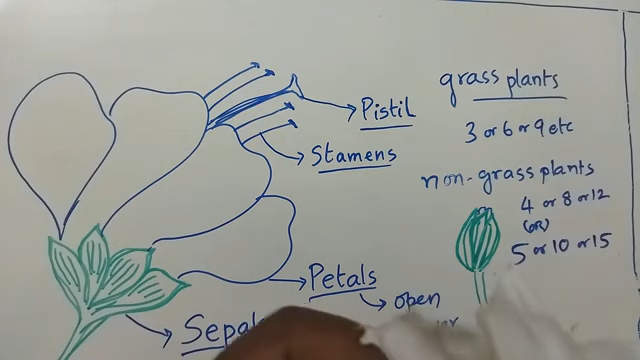 Pistil
Stamens
Petals
open
grass plants
3 or 6 or 9 etc
non-grass plants
4 or 8 or 12
(or)
5 or 10 or 15